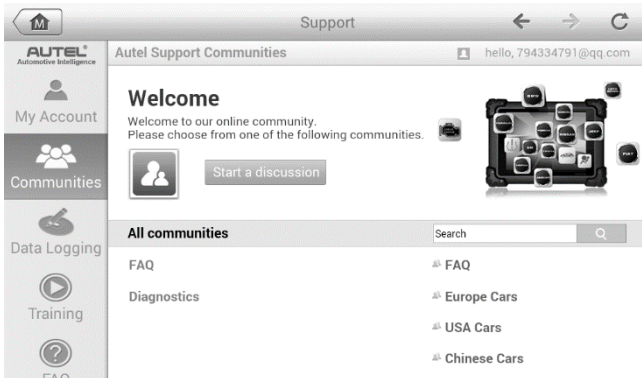 M
Support
AUTEL®
Automotive Intelligence
Autel Support Communities
hello, 794334791@qq.com
My Account
Communities
Data Logging
Training
FAQ
Welcome
Welcome to our online community.
Please choose from one of the following communities.
Start a discussion
All communities
Search
FAQ
Diagnostics
FAQ
Europe Cars
USA Cars
Chinese Cars